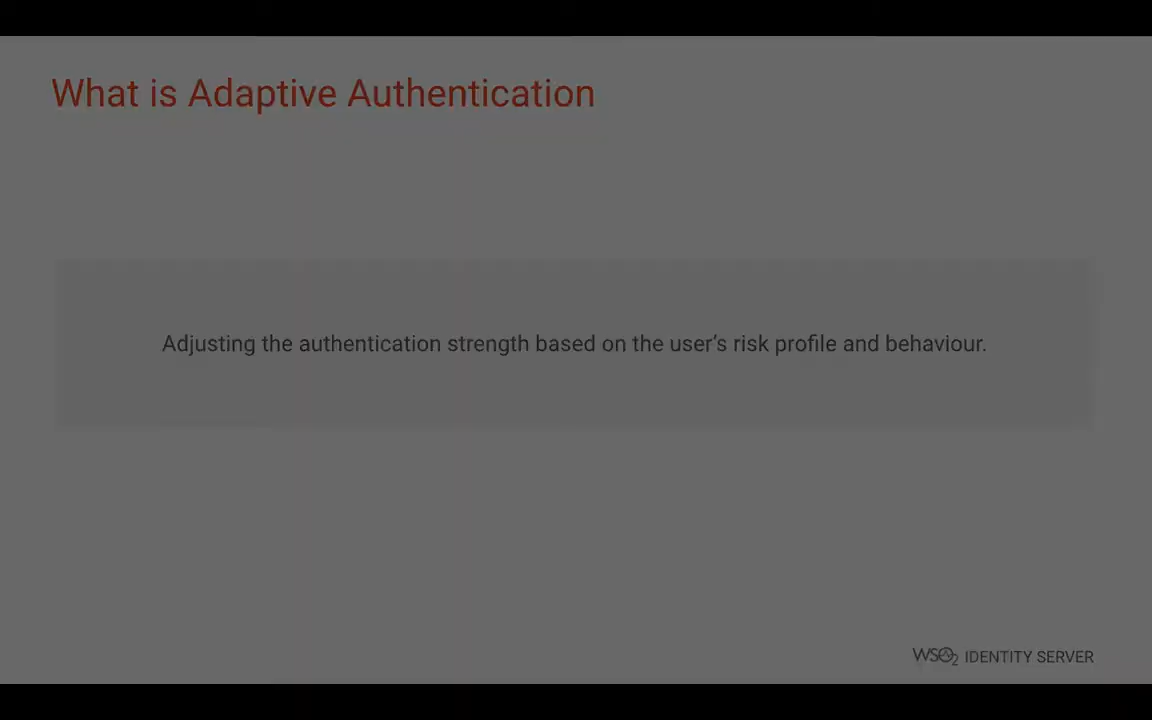 What is Adaptive Authentication
Adjusting the authentication strength based on the user’s risk profile and behaviour.
WSO2 IDENTITY SERVER